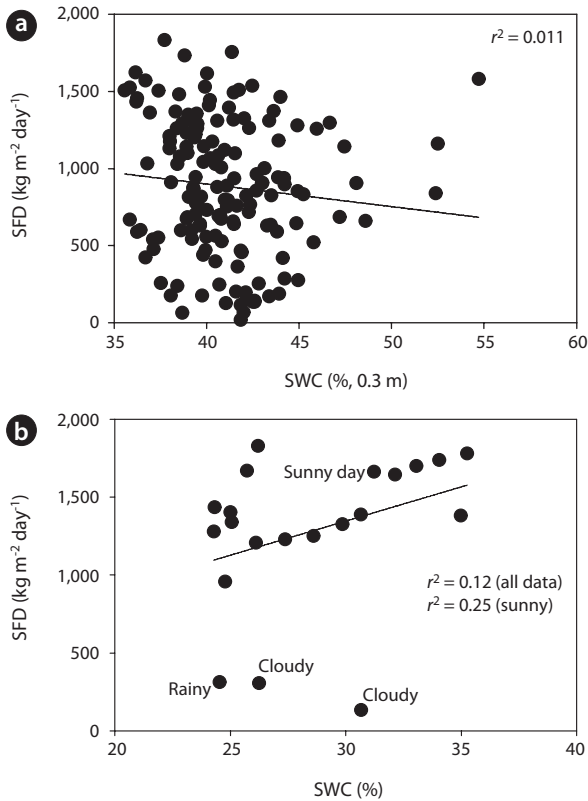 a
2,000
1,500
1,000
500
0
SFD (kg m⁻² day⁻¹)
r² = 0.011
35 40 45 50 55 60
SWC (%, 0.3 m)
b
2,000
1,500
1,000
500
0
SFD (kg m⁻² day⁻¹)
Sunny day
r² = 0.12 (all data)
r² = 0.25 (sunny)
Cloudy
Rainy
Cloudy
20 25 30 35 40
SWC (%)